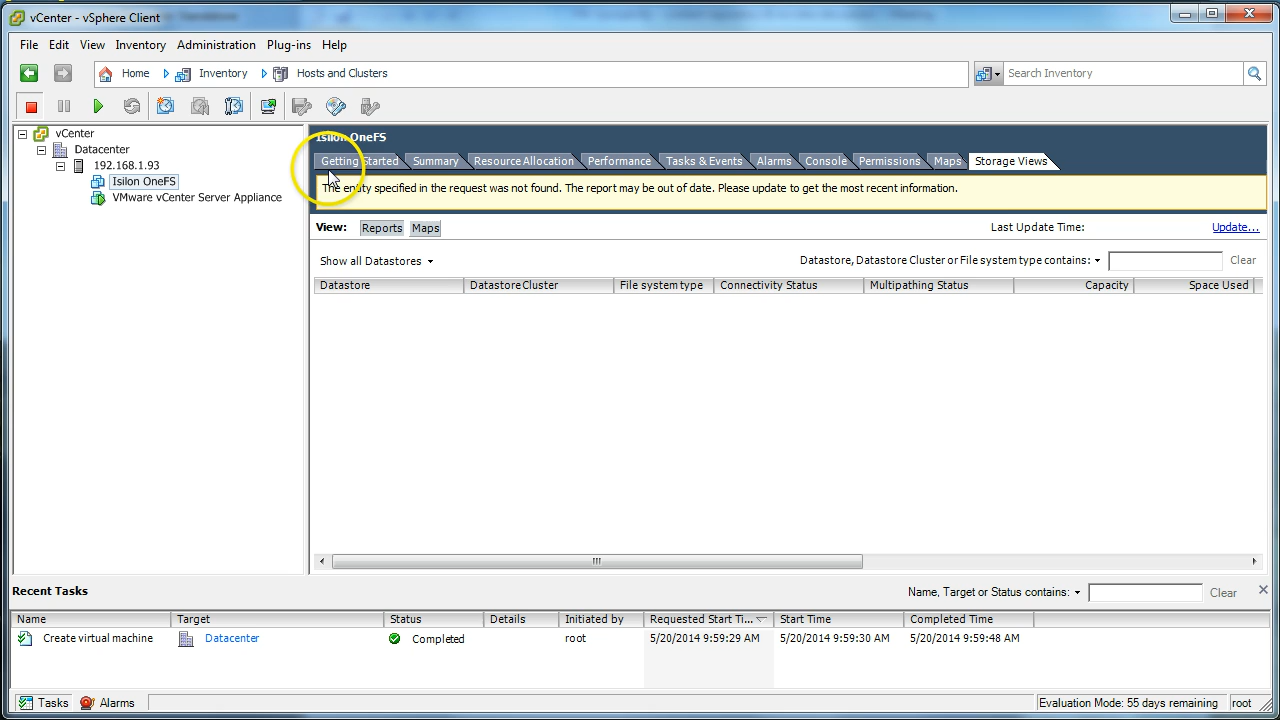 vCenter - vSphere Client
File Edit View Inventory Administration Plug-ins Help
Home Inventory Hosts and Clusters Search Inventory
vCenter
Datacenter
192.168.1.93
Isilon OneFS
VMware vCenter Server Appliance
Isilon OneFS
Getting Started Summary Resource Allocation Performance Tasks & Events Alarms Console Permissions Maps Storage Views
The entity specified in the request was not found. The report may be out of date. Please update to get the most recent information.
View: Reports Maps Last Update Time: Update...
Show all Datastores Datastore, Datastore Cluster or File system type contains: Clear
Datastore Datastore Cluster File system type Connectivity Status Multipathing Status Capacity Space Used
Recent Tasks Name, Target or Status contains: Clear
Name Target Status Details Initiated by Requested Start Ti... Start Time Completed Time
Create virtual machine Datacenter Completed root 5/20/2014 9:59:29 AM 5/20/2014 9:59:30 AM 5/20/2014 9:59:48 AM
Tasks Alarms Evaluation Mode: 55 days remaining root